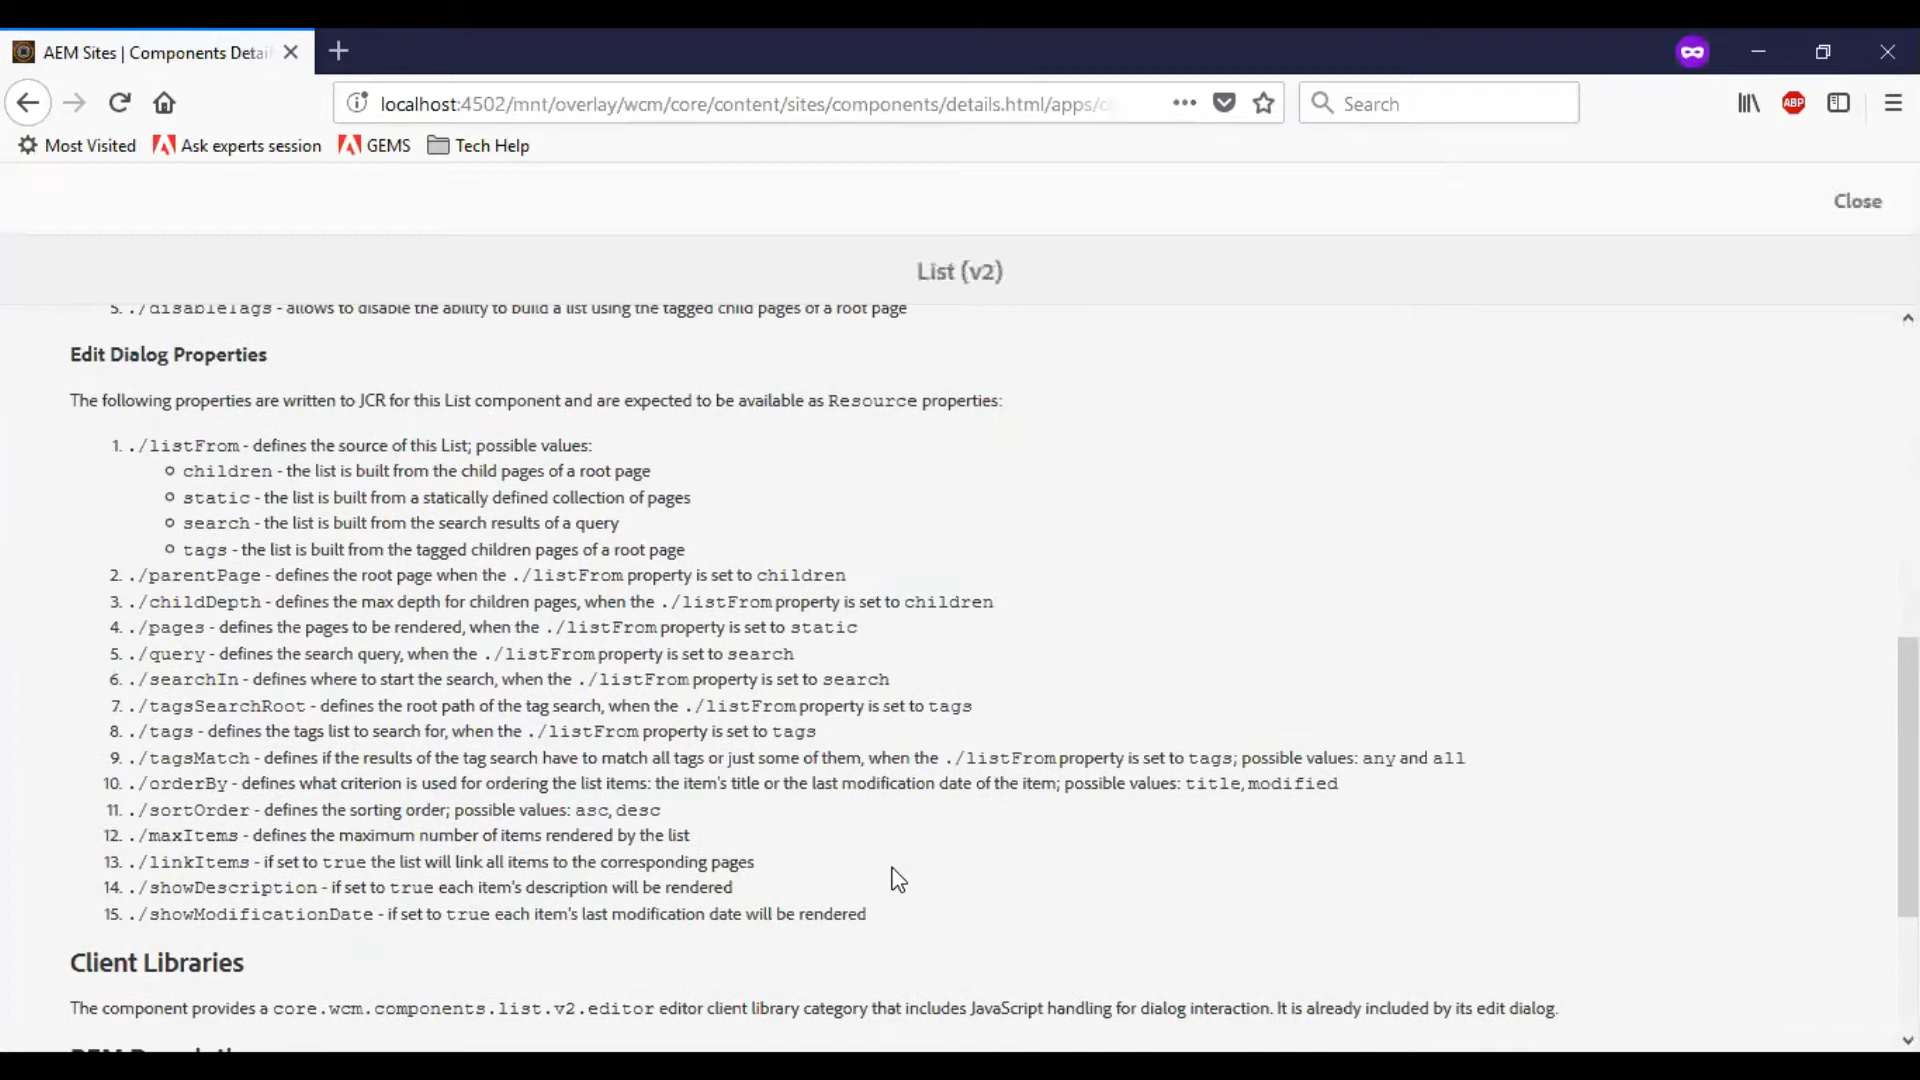 AEM Sites | Components Detai
localhost:4502/mnt/overlay/wcm/core/content/sites/components/details.html/apps/c
Search
ABP
Most Visited
Ask experts session
GEMS
Tech Help
Close
List (v2)
5. ./disableTags - allows to disable the ability to build a list using the tagged child pages of a root page
Edit Dialog Properties
The following properties are written to JCR for this List component and are expected to be available as Resource properties:
1. ./listFrom - defines the source of this List; possible values:
children - the list is built from the child pages of a root page
static - the list is built from a statically defined collection of pages
search - the list is built from the search results of a query
tags - the list is built from the tagged children pages of a root page
2. ./parentPage - defines the root page when the ./listFrom property is set to children
3. ./childDepth - defines the max depth for children pages, when the ./listFrom property is set to children
4. ./pages - defines the pages to be rendered, when the ./listFrom property is set to static
5. ./query - defines the search query, when the ./listFrom property is set to search
6. ./searchIn - defines where to start the search, when the ./listFrom property is set to search
7. ./tagsSearchRoot - defines the root path of the tag search, when the ./listFrom property is set to tags
8. ./tags - defines the tags list to search for, when the ./listFrom property is set to tags
9. ./tagsMatch - defines if the results of the tag search have to match all tags or just some of them, when the ./listFrom property is set to tags; possible values: any and all
10. ./orderBy - defines what criterion is used for ordering the list items: the item's title or the last modification date of the item; possible values: title, modified
11. ./sortOrder - defines the sorting order; possible values: asc, desc
12. ./maxItems - defines the maximum number of items rendered by the list
13. ./linkItems - if set to true the list will link all items to the corresponding pages
14. ./showDescription - if set to true each item's description will be rendered
15. ./showModificationDate - if set to true each item's last modification date will be rendered
Client Libraries
The component provides a core.wcm.components.list.v2.editor editor client library category that includes JavaScript handling for dialog interaction. It is already included by its edit dialog.